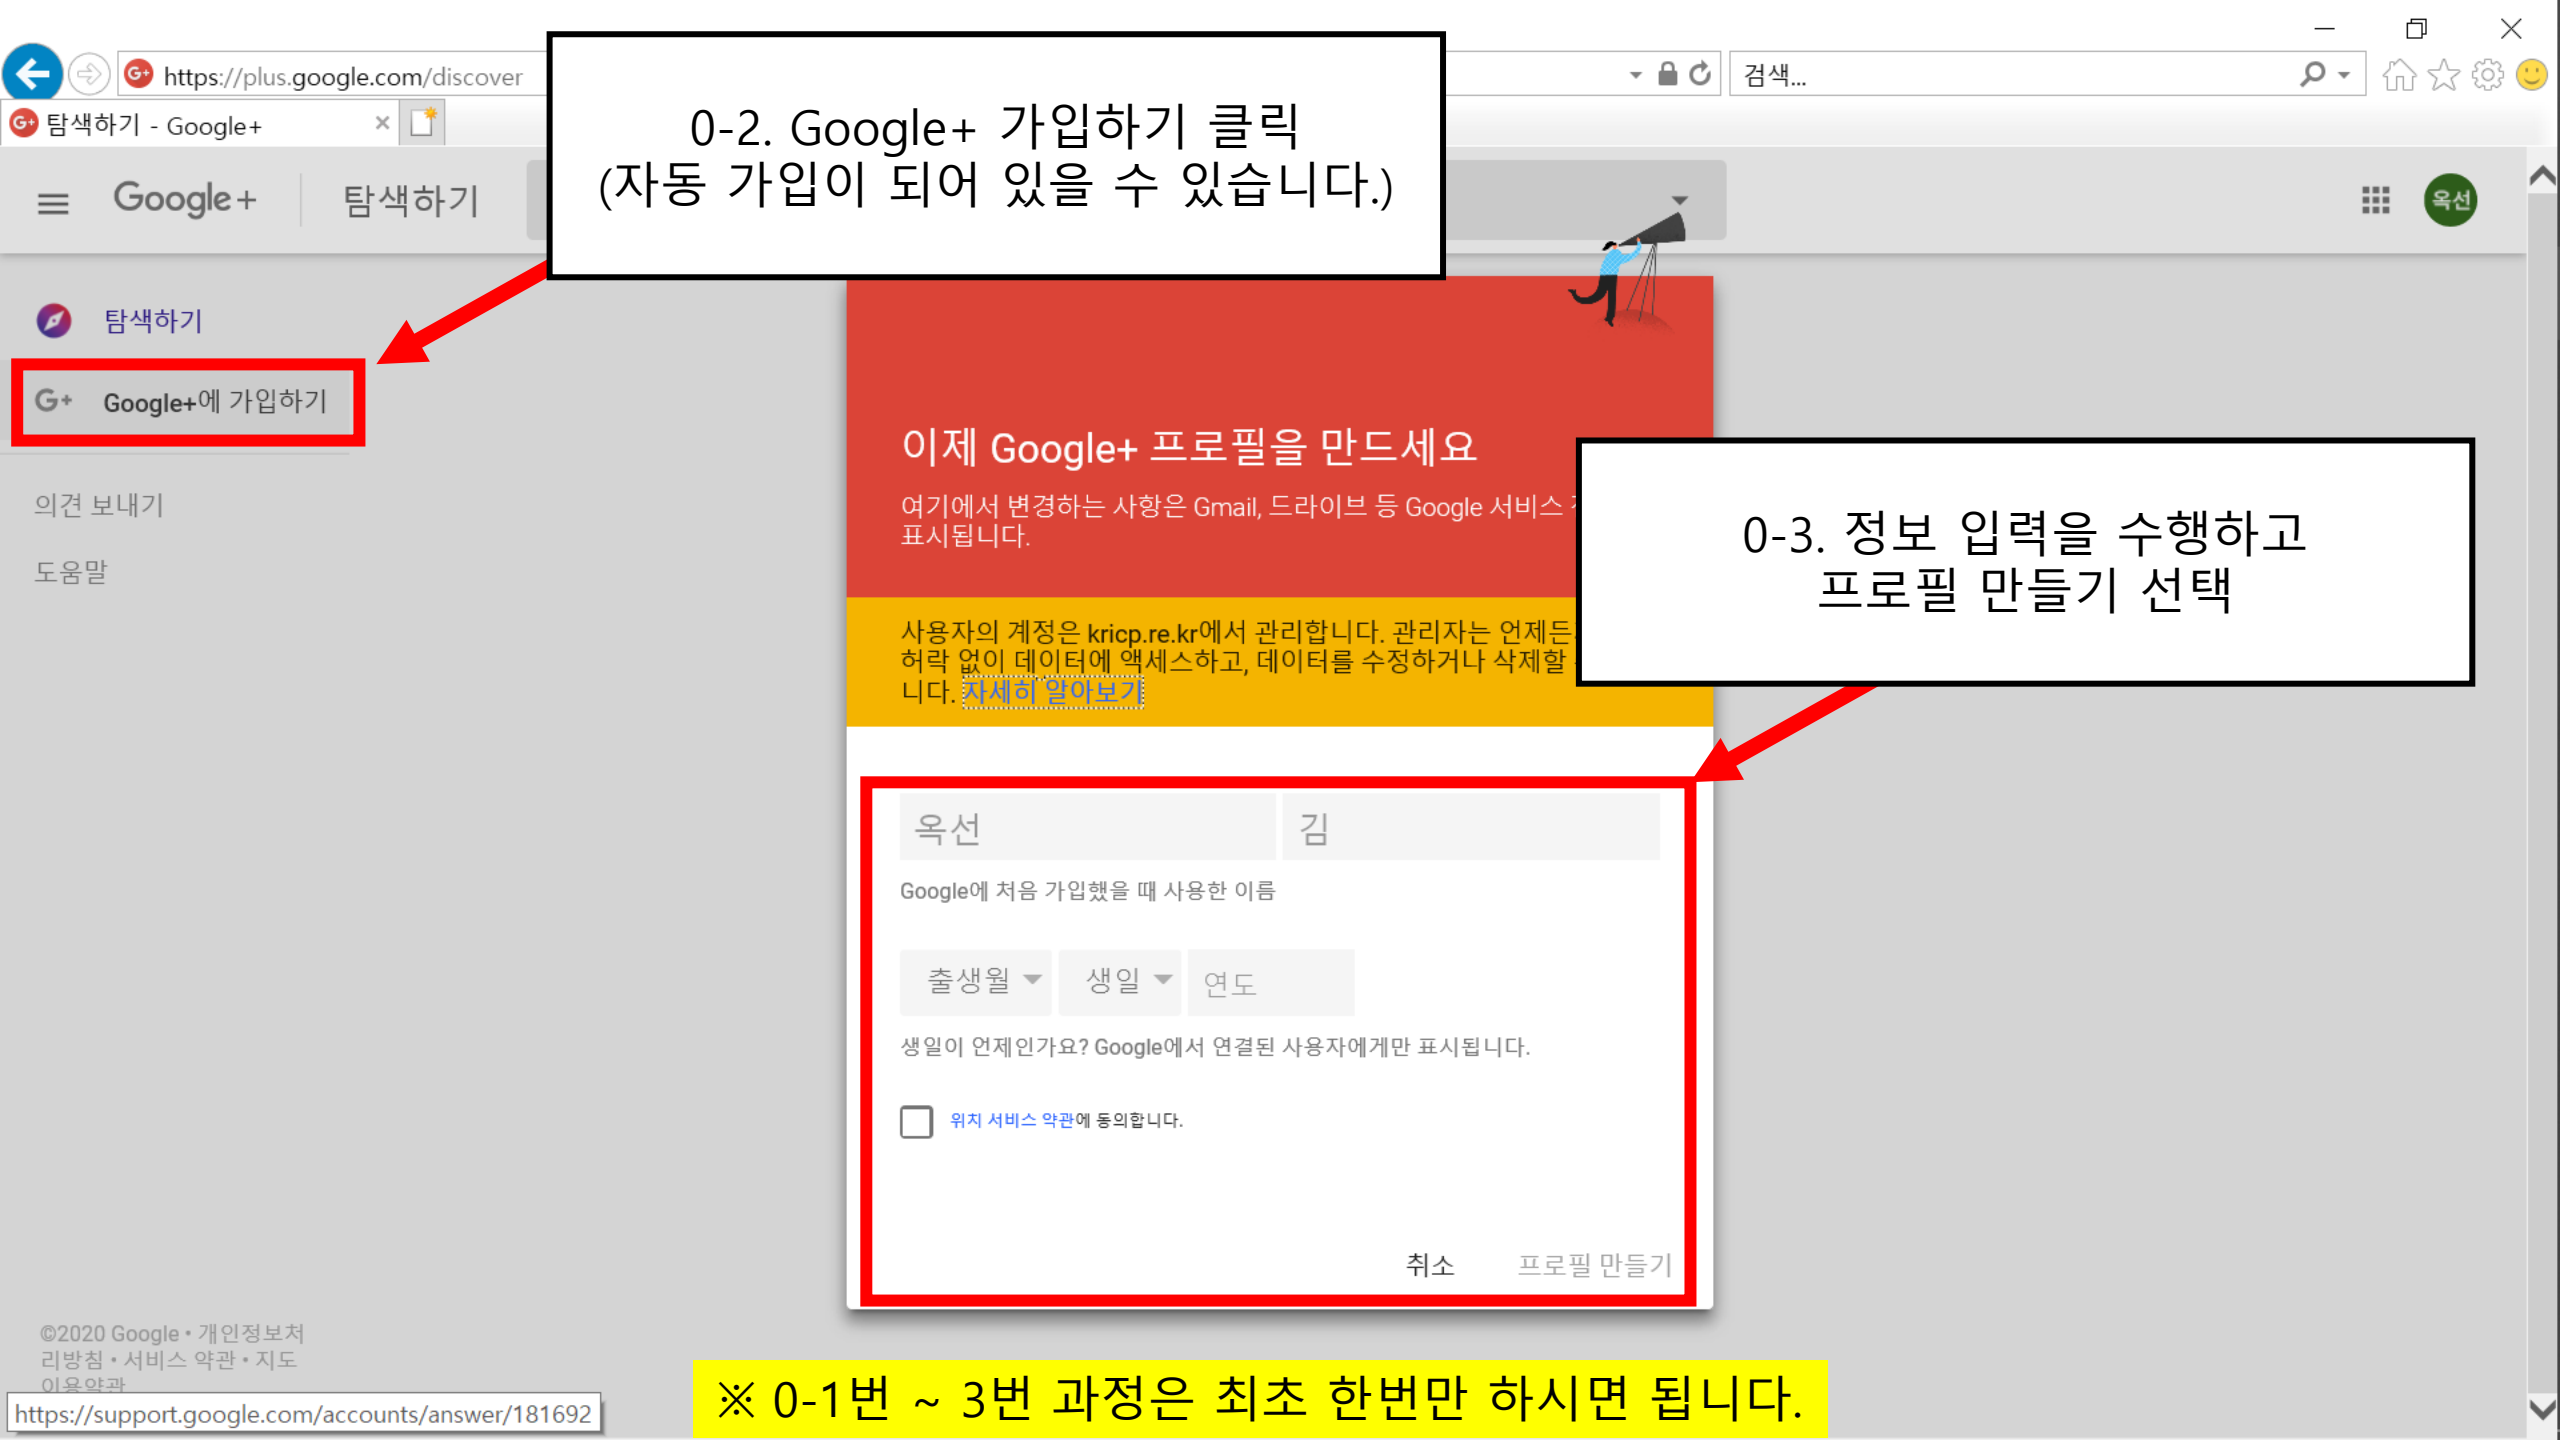 https://plus.google.com/discover
검색...
탐색하기 - Google+
0-2. Google+ 가입하기 클릭
(자동 가입이 되어 있을 수 있습니다.)
Google+
탐색하기
옥선
탐색하기
G+ Google+에 가입하기
의견 보내기
도움말
이제 Google+ 프로필을 만드세요
여기에서 변경하는 사항은 Gmail, 드라이브 등 Google 서비스
표시됩니다.
0-3. 정보 입력을 수행하고
프로필 만들기 선택
사용자의 계정은 kricp.re.kr에서 관리합니다. 관리자는 언제든
허락 없이 데이터에 액세스하고, 데이터를 수정하거나 삭제할
니다. 자세히 알아보기
옥선
김
Google에 처음 가입했을 때 사용한 이름
출생월
생일
연도
생일이 언제인가요? Google에서 연결된 사용자에게만 표시됩니다.
위치 서비스 약관에 동의합니다.
취소
프로필 만들기
©2020 Google • 개인정보처
리방침 • 서비스 약관 • 지도
이용약관
https://support.google.com/accounts/answer/181692
※ 0-1번 ~ 3번 과정은 최초 한번만 하시면 됩니다.